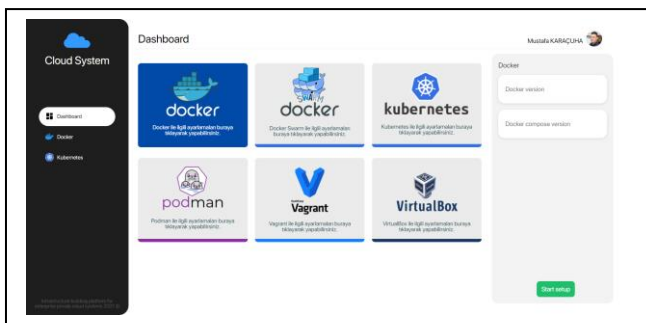 Cloud System
Dashboard
Docker
Kubernetes
Dashboard
Mustafa KARAÇUHA
docker
Docker ile ilgili ayarlamaları buraya
tıklayarak yapabilirsiniz.
SWARM
docker
Docker Swarm ile ilgili ayarlamaları
buraya tıklayarak yapabilirsiniz.
kubernetes
Kubernetes ile ilgili ayarlamaları buraya
tıklayarak yapabilirsiniz.
podman
Podman ile ilgili ayarlamaları buraya
tıklayarak yapabilirsiniz.
Vagrant
Vagrant ile ilgili ayarlamaları buraya
tıklayarak yapabilirsiniz.
VirtualBox
VirtualBox ile ilgili ayarlamaları buraya
tıklayarak yapabilirsiniz.
Docker
Docker version
Docker compose version
Start setup